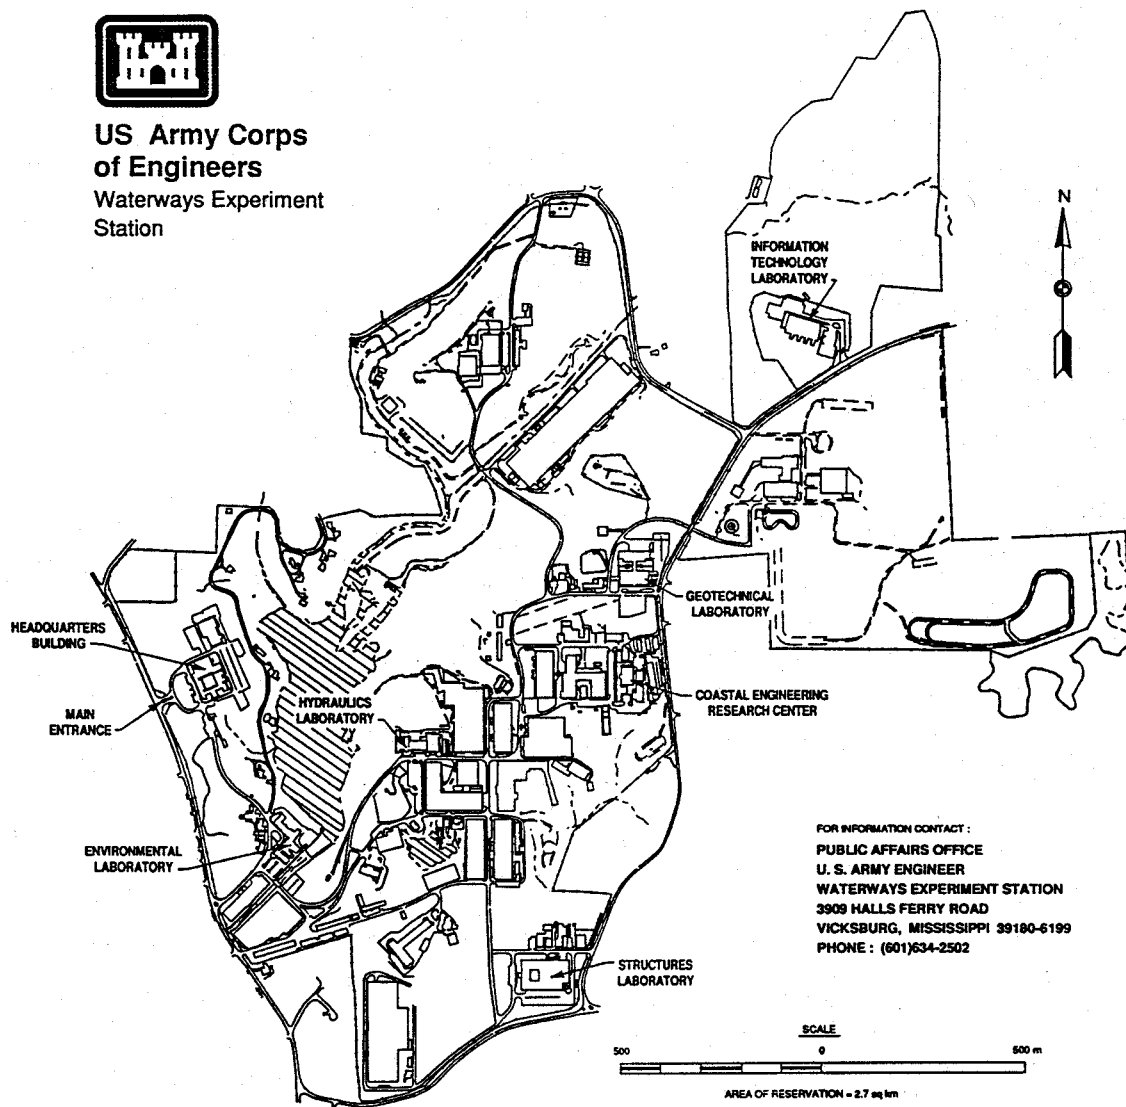 US Army Corps
of Engineers
Waterways Experiment
Station
N
INFORMATION
TECHNOLOGY
LABORATORY
GEOTECHNICAL
LABORATORY
HEADQUARTERS
BUILDING
MAIN
ENTRANCE
HYDRAULICS
LABORATORY
COASTAL ENGINEERING
RESEARCH CENTER
ENVIRONMENTAL
LABORATORY
STRUCTURES
LABORATORY
FOR INFORMATION CONTACT :
PUBLIC AFFAIRS OFFICE
U. S. ARMY ENGINEER
WATERWAYS EXPERIMENT STATION
3909 HALLS FERRY ROAD
VICKSBURG, MISSISSIPPI 39180-6199
PHONE : (601)634-2502
SCALE
500 0 500 m
AREA OF RESERVATION = 2.7 sq km